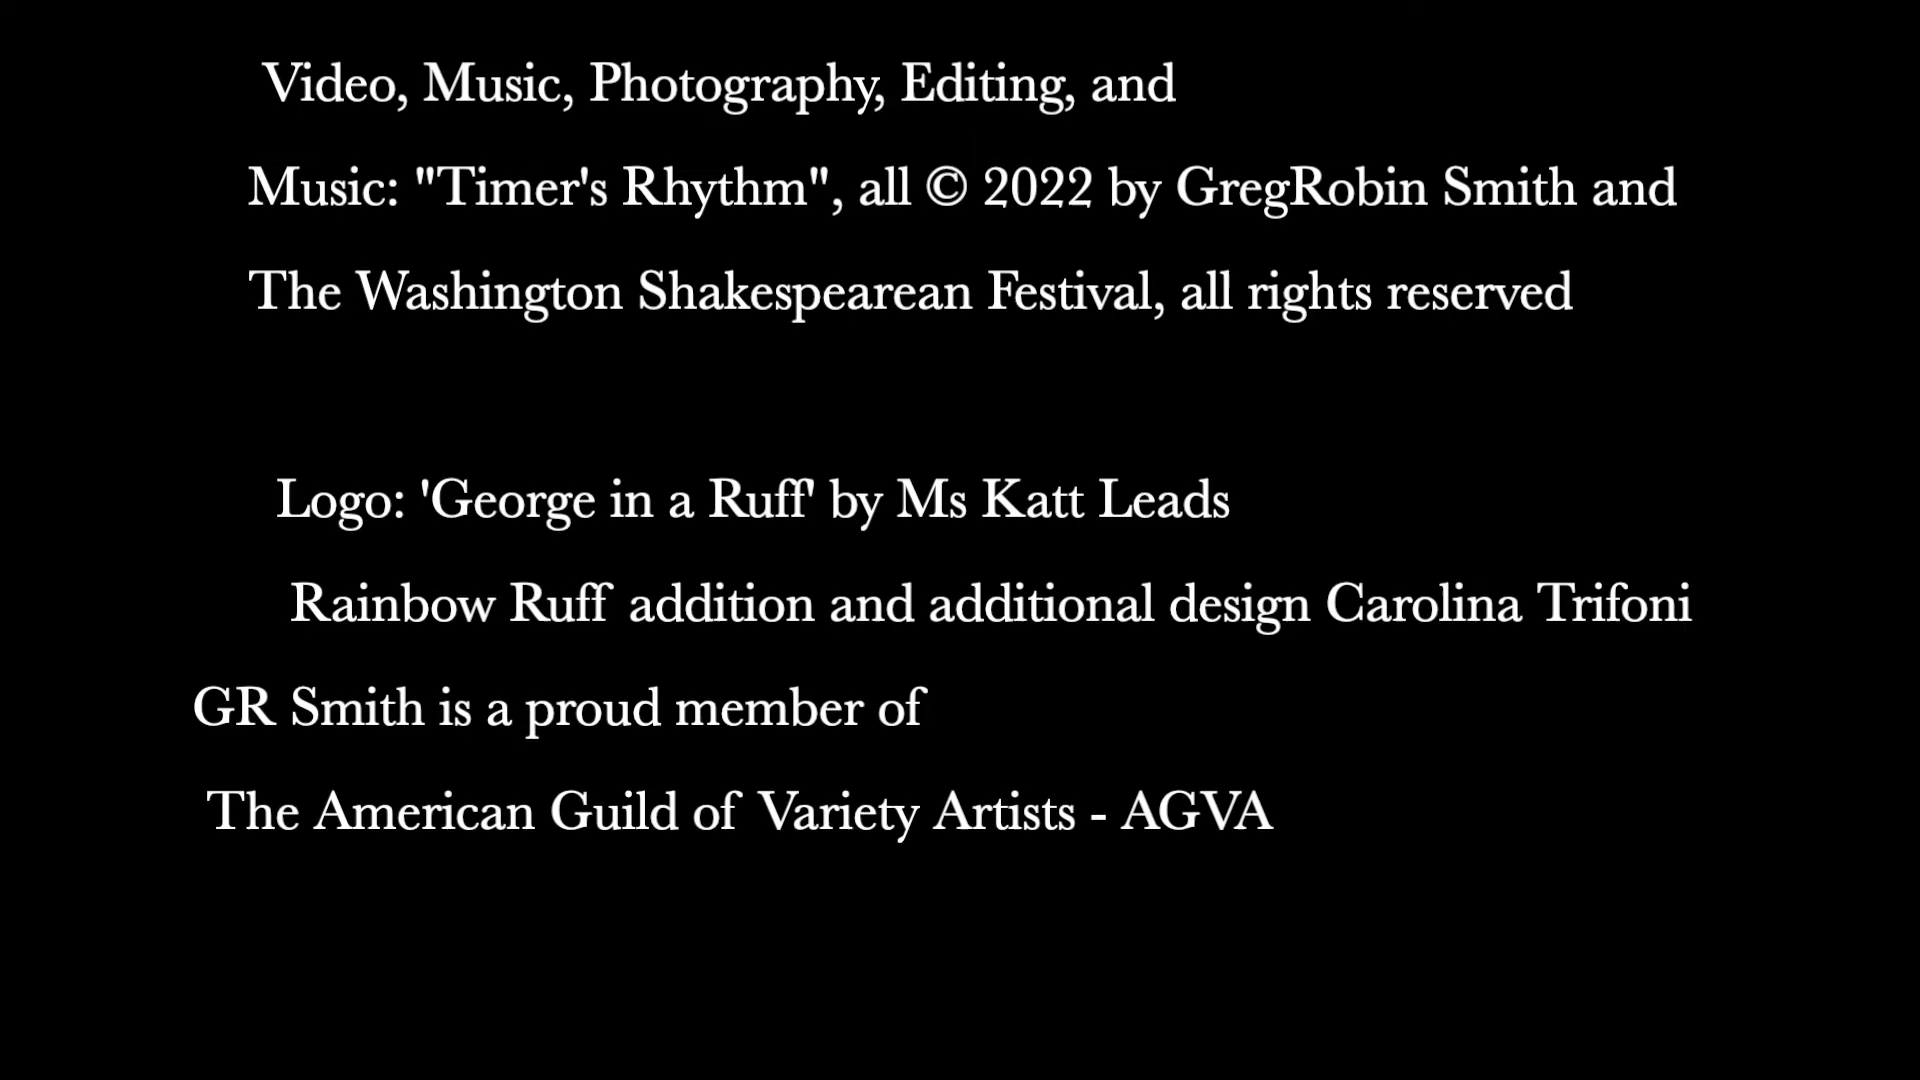 Video, Music, Photography, Editing, and
Music: "Timer's Rhythm", all © 2022 by GregRobin Smith and
The Washington Shakespearean Festival, all rights reserved
Logo: 'George in a Ruff' by Ms Katt Leads
Rainbow Ruff addition and additional design Carolina Trifoni
GR Smith is a proud member of
The American Guild of Variety Artists - AGVA